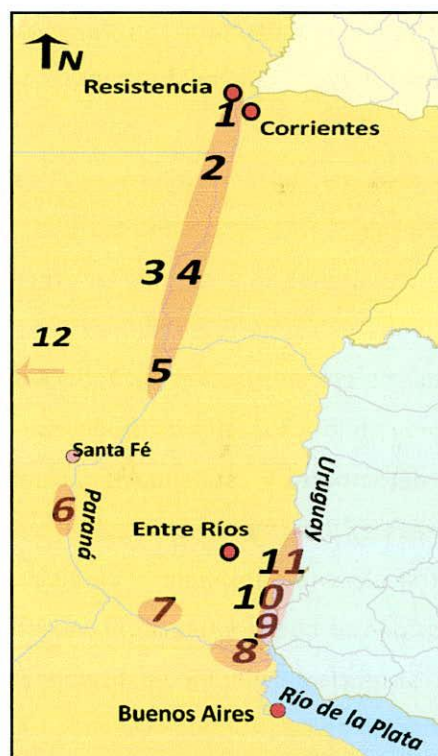 N
Resistencia
1
Corrientes
2
3 4
12
5
Santa Fé
Uruguay
6
Paraná
Entre Ríos
11
10
7
9
8
Río de la Plata
Buenos Aires